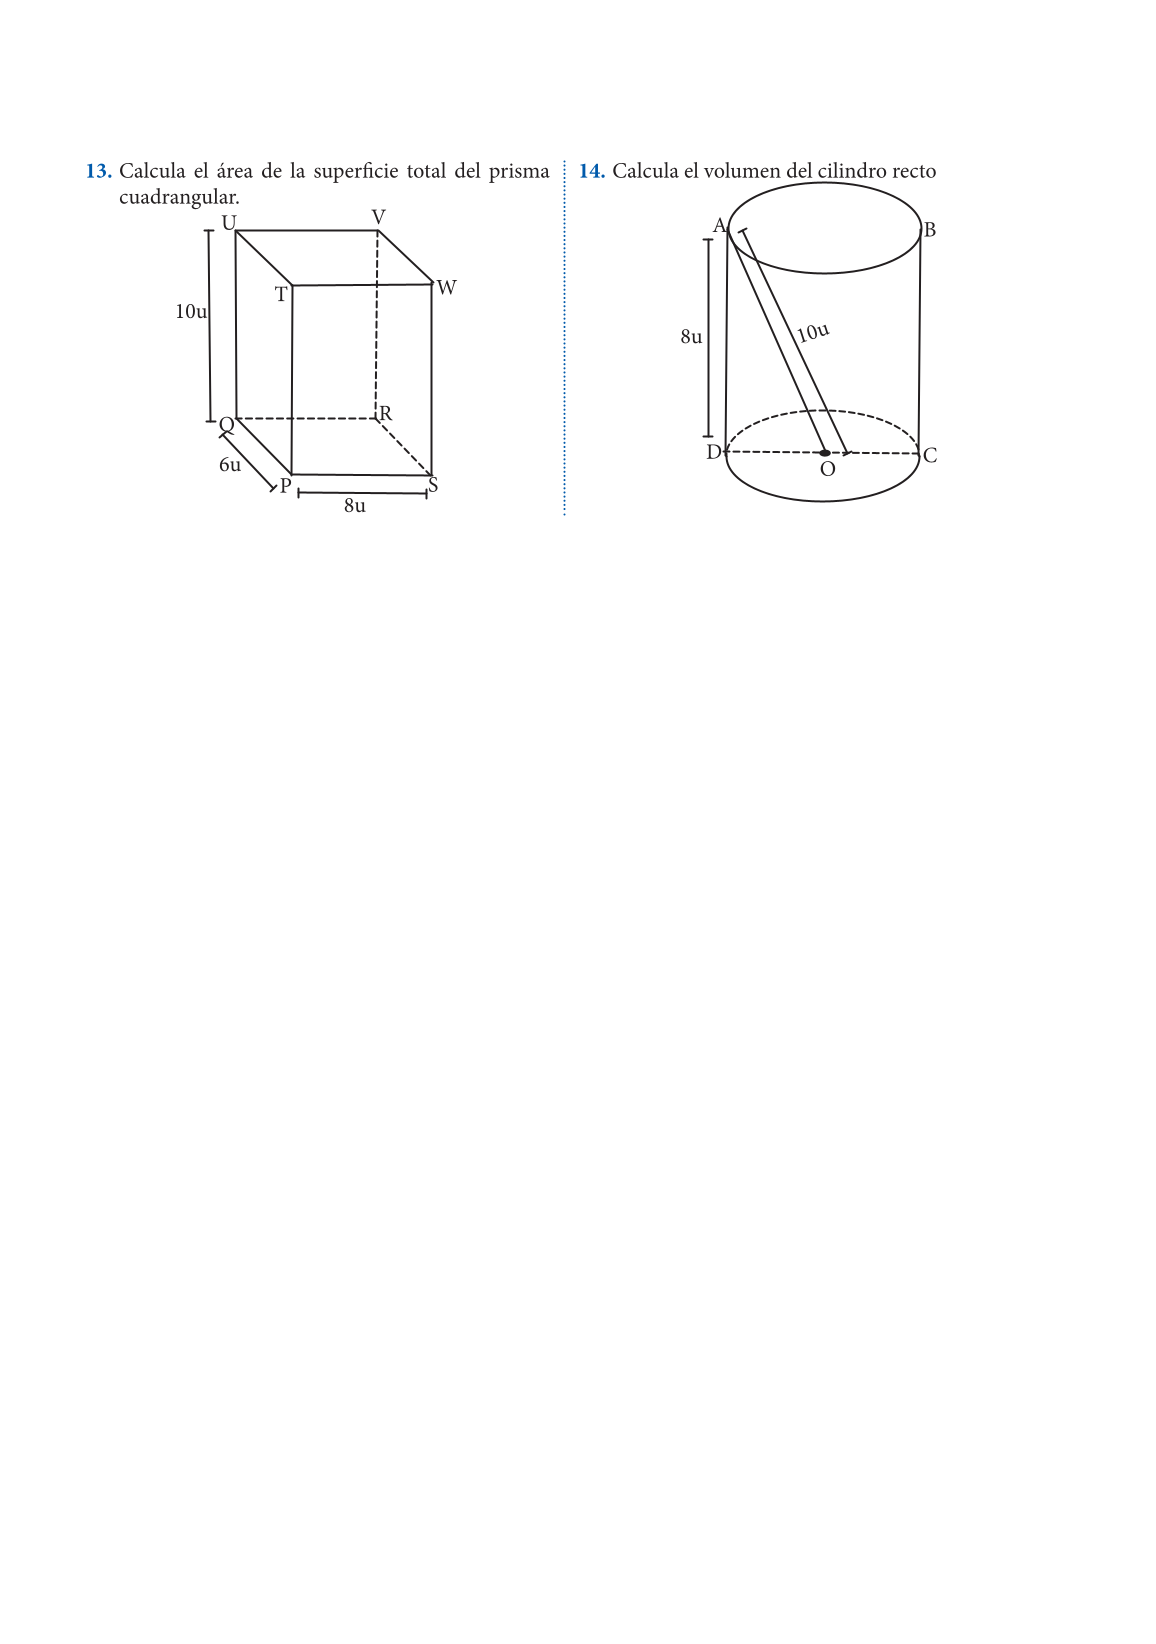 13. Calcula el área de la superficie total del prisma
cuadrangular.
U
V
T
W
10u
Q
R
6u
P
S
8u
14. Calcula el volumen del cilindro recto
A
B
8u
10u
D
C
O